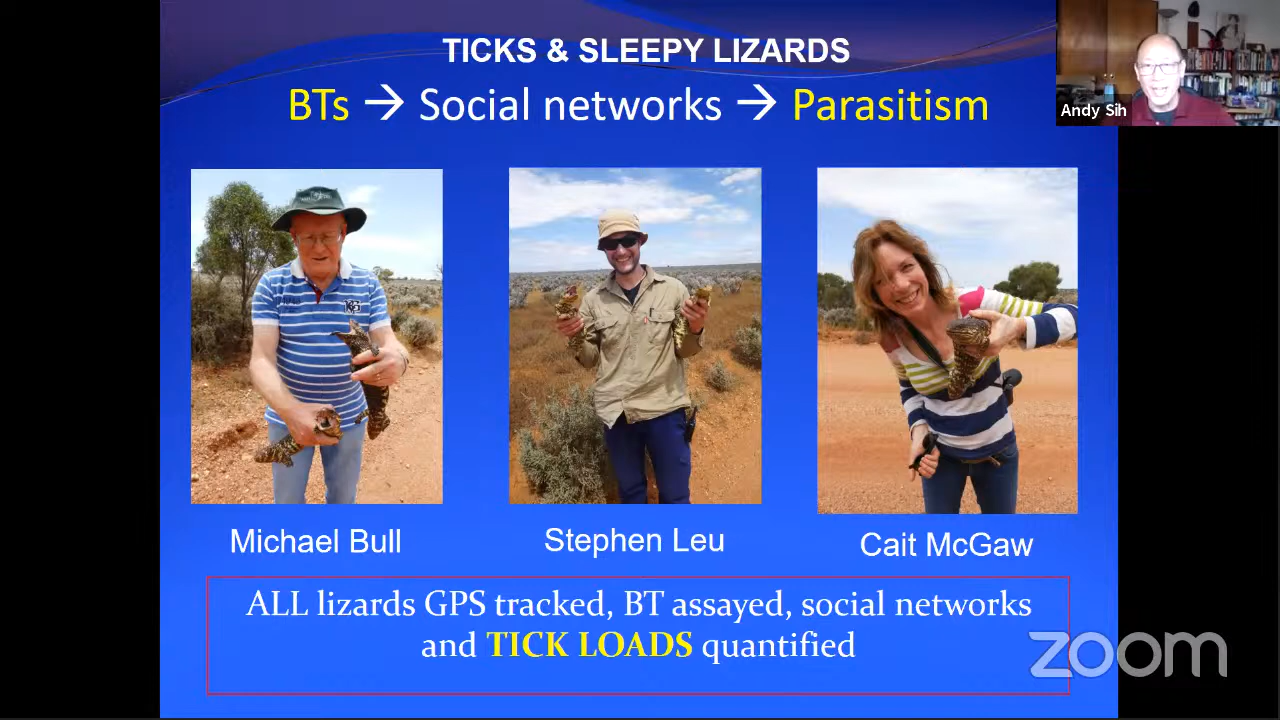 TICKS & SLEEPY LIZARDS
BTs → Social networks → Parasitism
Andy Sih
Michael Bull
Stephen Leu
Cait McGaw
ALL lizards GPS tracked, BT assayed, social networks
and TICK LOADS quantified
zoom